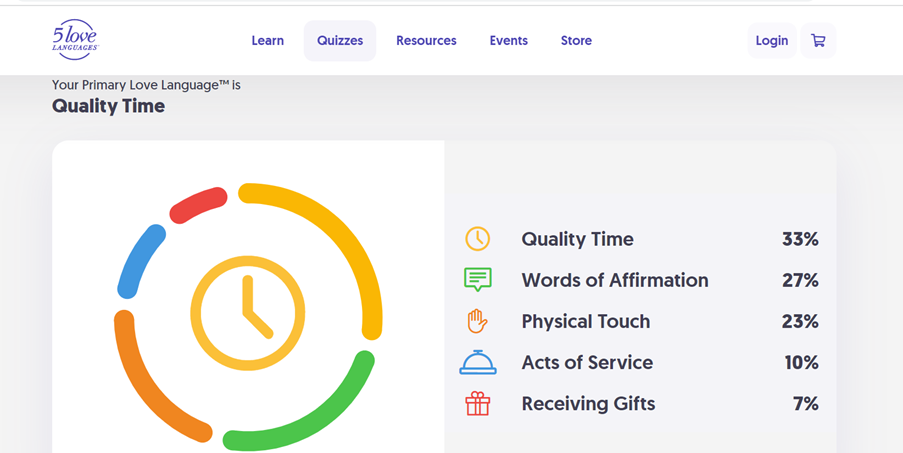 5 love
LANGUAGES
Learn
Quizzes
Resources
Events
Store
Login
Your Primary Love Language™ is
Quality Time
Quality Time 33%
Words of Affirmation 27%
Physical Touch 23%
Acts of Service 10%
Receiving Gifts 7%